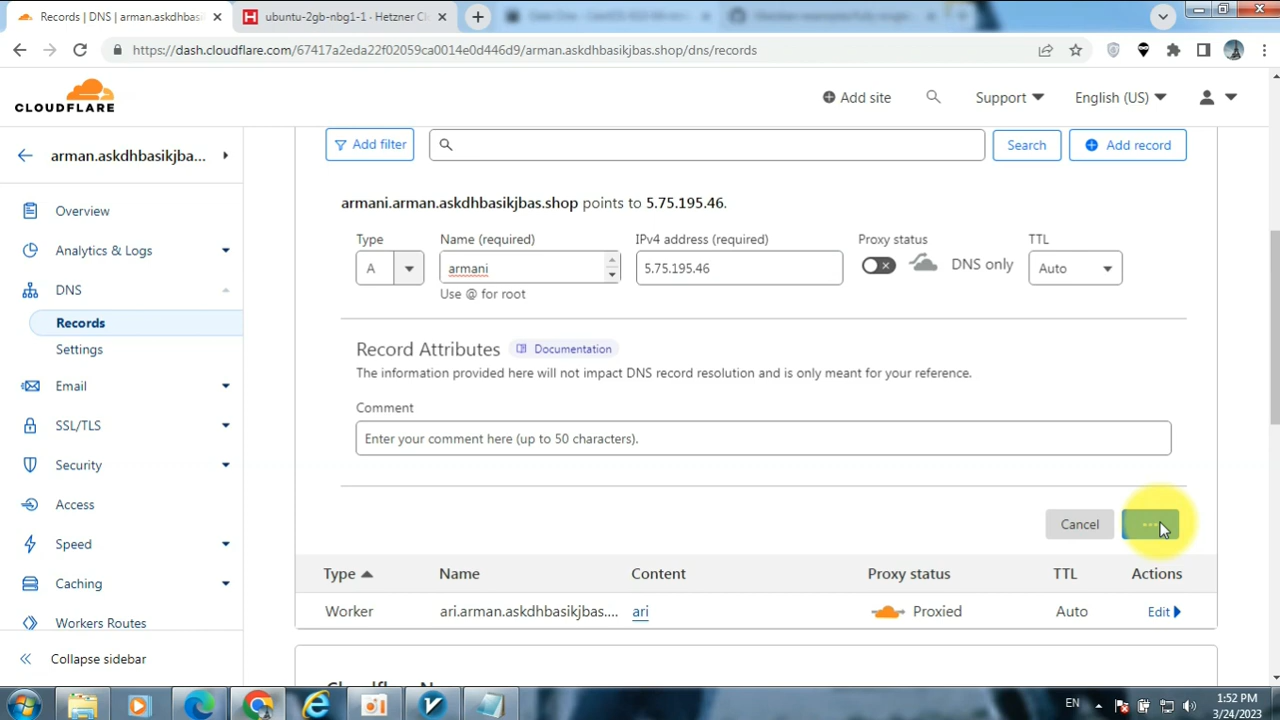 Records | DNS | arman.askdhbasi
ubuntu-2gb-nbg1-1 · Hetzner Cl
https://dash.cloudflare.com/67417a2eda22f02059ca0014e0d446d9/arman.askdhbasikjbas.shop/dns/records
CLOUDFLARE
Add site
Support
English (US)
arman.askdhbasikjba...
Overview
Analytics & Logs
DNS
Records
Settings
Email
SSL/TLS
Security
Access
Speed
Caching
Workers Routes
Collapse sidebar
Add filter
Search
Add record
armani.arman.askdhbasikjbas.shop points to 5.75.195.46.
Type
Name (required)
IPv4 address (required)
Proxy status
TTL
A
armani
5.75.195.46
DNS only
Auto
Use @ for root
Record Attributes
Documentation
The information provided here will not impact DNS record resolution and is only meant for your reference.
Comment
Enter your comment here (up to 50 characters).
Cancel
Type Name Content Proxy status TTL Actions
Worker ari.arman.askdhbasikjbas.... ari Proxied Auto Edit
EN
1:52 PM
3/24/2023